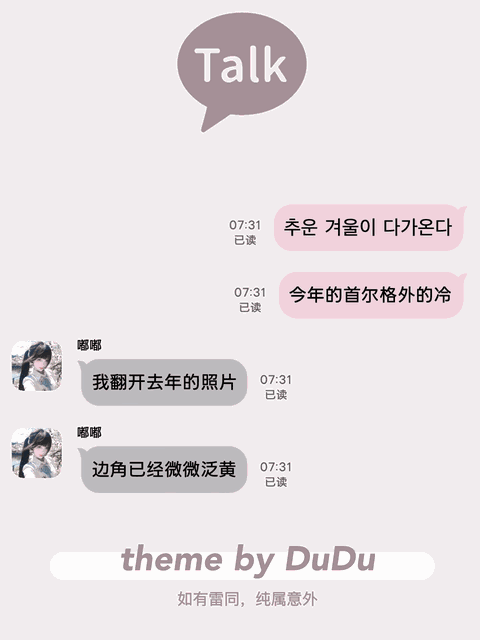 Talk
07:31
已读
추운 겨울이 다가온다
07:31
已读
今年的首尔格外的冷
嘟嘟
我翻开去年的照片
07:31
已读
嘟嘟
边角已经微微泛黄
07:31
已读
theme by DuDu
如有雷同，纯属意外